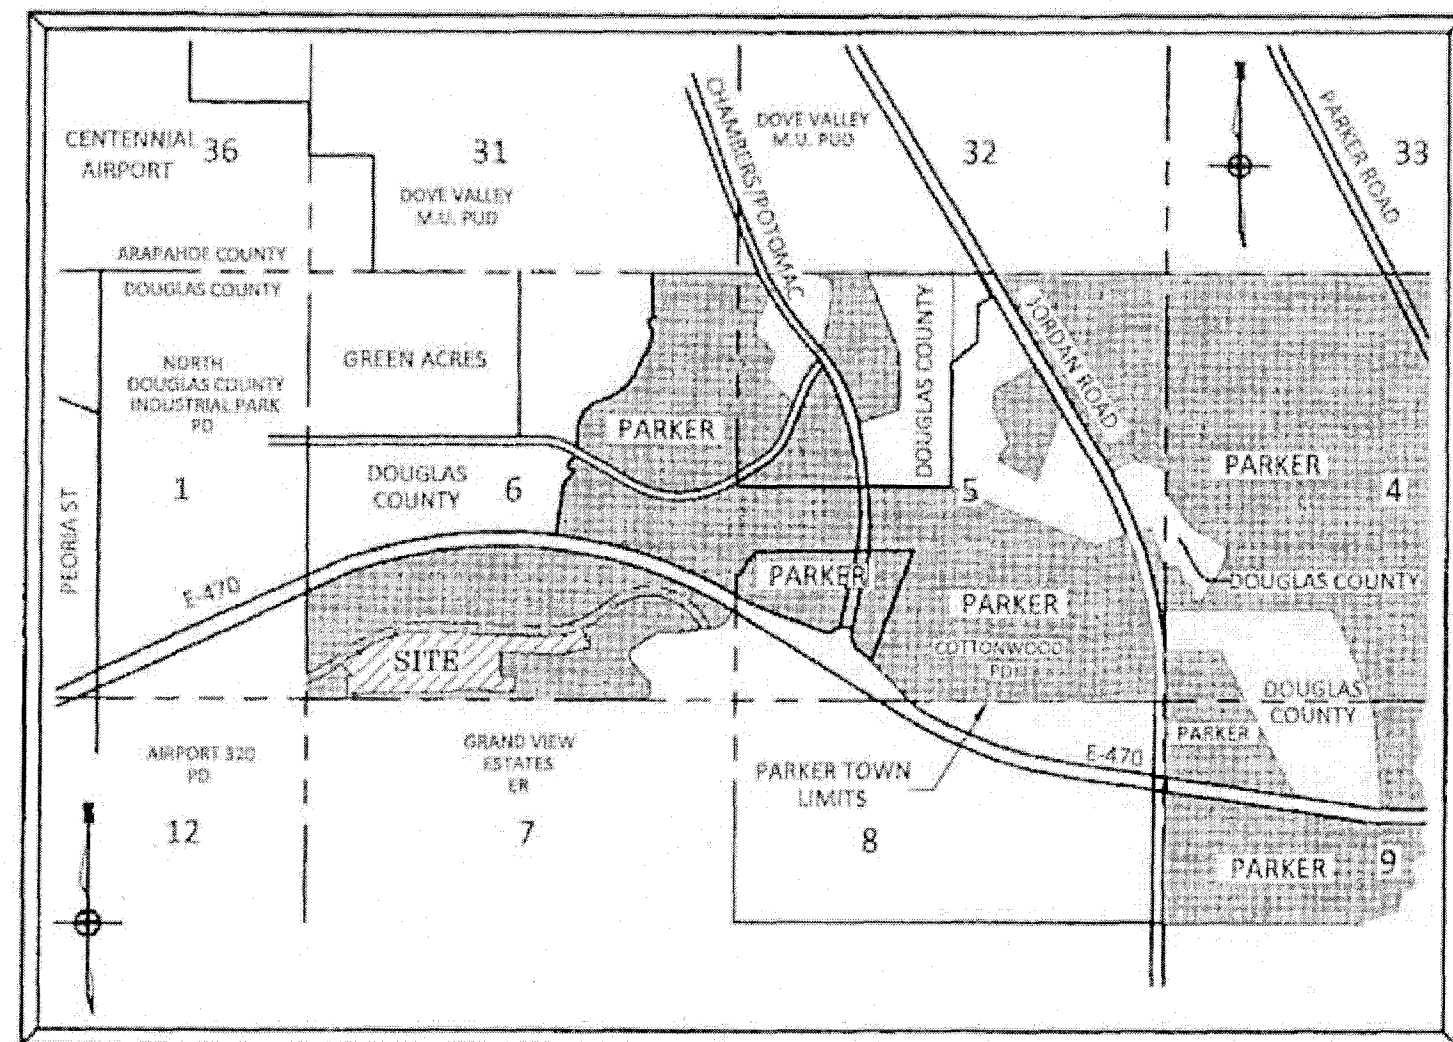 CENTENNIAL
AIRPORT
36
31
DOVE VALLEY
M.U. PUD
CHAMBERS/POTOMAC
DOVE VALLEY
M.U. PUD
32
PARKER ROAD
33
ARAPAHOE COUNTY
DOUGLAS COUNTY
NORTH
DOUGLAS COUNTY
INDUSTRIAL PARK
PD
GREEN ACRES
PARKER
DOUGLAS COUNTY
JORDAN ROAD
PARKER
1
DOUGLAS
COUNTY
6
5
4
PEORIA ST
E-470
PARKER
PARKER
DOUGLAS COUNTY
SITE
COTTONWOOD
PD
DOUGLAS
COUNTY
PARKER
AIRPORT 320
PD
GRAND VIEW
ESTATES
ER
PARKER TOWN
LIMITS
E-470
12
7
8
PARKER
9